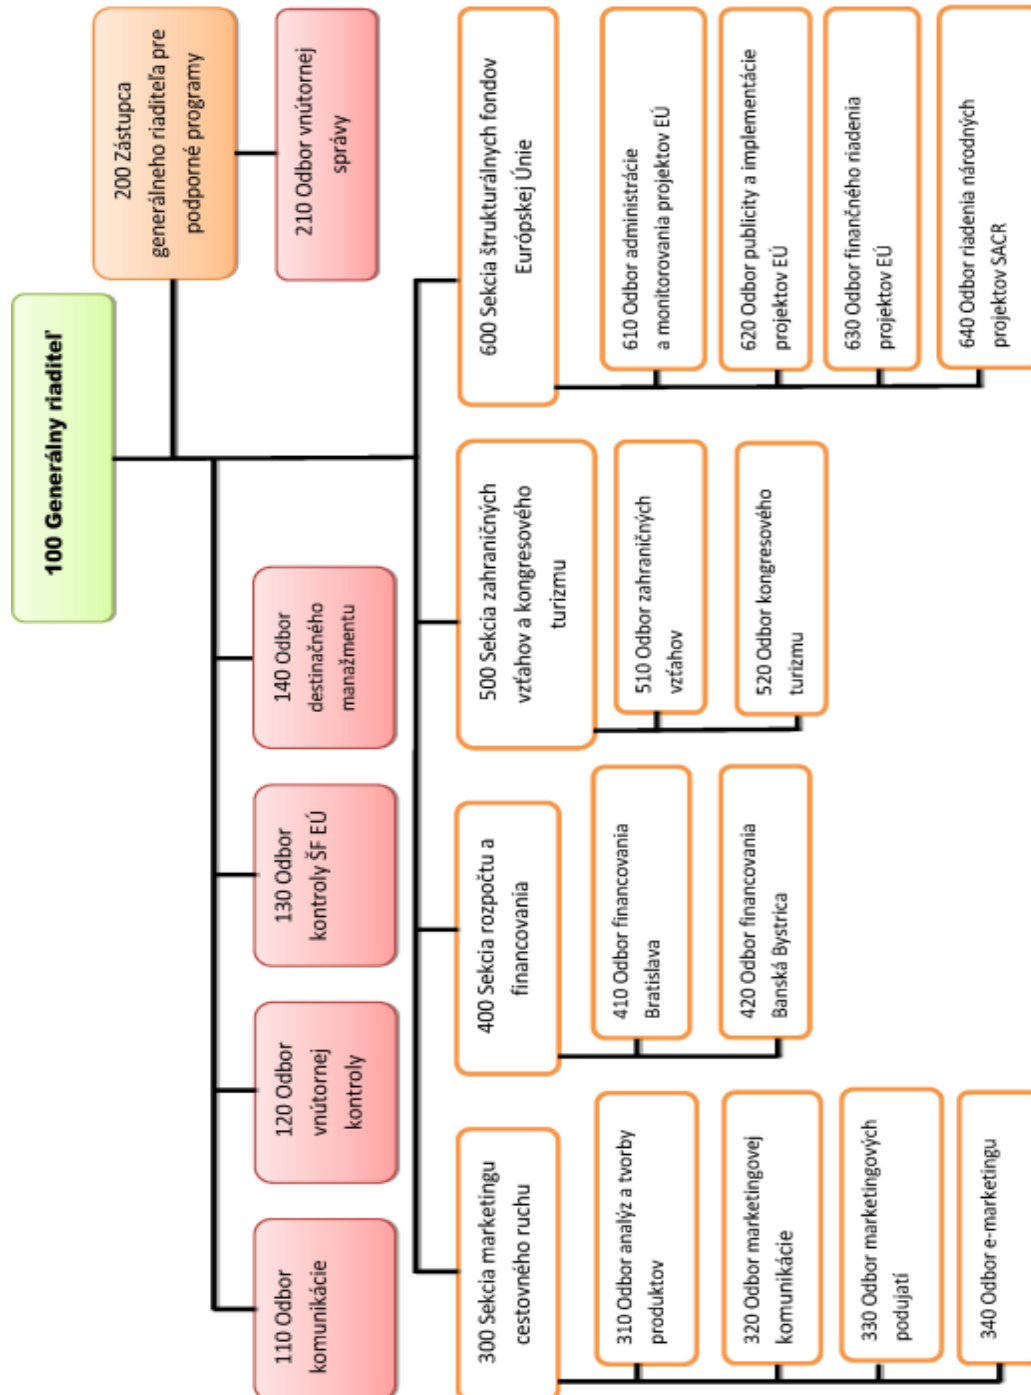 100 Generálny riaditeľ
200 Zástupca
generálneho riaditeľa pre
podporné programy
210 Odbor vnútornej
správy
110 Odbor
komunikácie
120 Odbor
vnútornej
kontroly
130 Odbor
kontroly ŠF EÚ
140 Odbor
destinačného
manažmentu
300 Sekcia marketingu
cestovného ruchu
310 Odbor analýz a tvorby
produktov
320 Odbor marketingovej
komunikácie
330 Odbor marketingových
podujatí
340 Odbor e-marketingu
400 Sekcia rozpočtu a
financovania
410 Odbor financovania
Bratislava
420 Odbor financovania
Banská Bystrica
500 Sekcia zahraničných
vzťahov a kongresového
turizmu
510 Odbor zahraničných
vzťahov
520 Odbor kongresového
turizmu
600 Sekcia štrukturálnych fondov
Európskej Únie
610 Odbor administrácie
a monitorovania projektov EÚ
620 Odbor publicity a implementácie
projektov EÚ
630 Odbor finančného riadenia
projektov EÚ
640 Odbor riadenia národných
projektov SACR